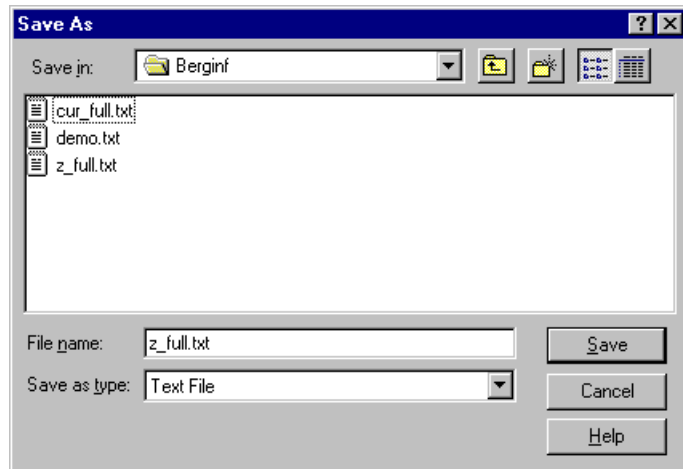 Save As
Save in: Berginf
cur_full.txt
demo.txt
z_full.txt
File name: z_full.txt Save
Save as type: Text File Cancel
Help